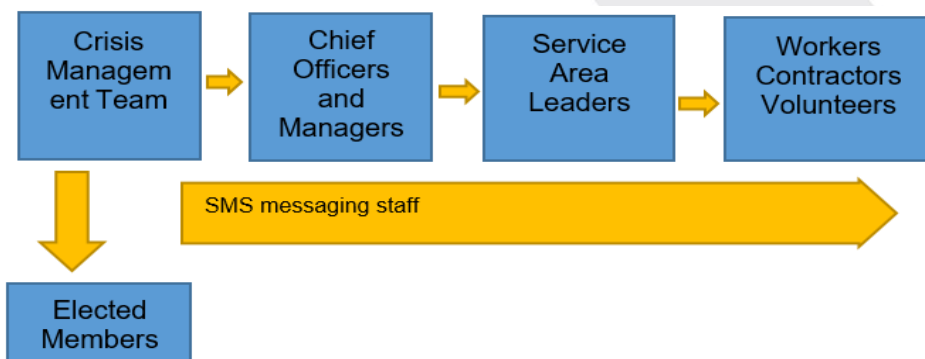 Crisis
Managem
ent Team
Chief
Officers
and
Managers
Service
Area
Leaders
Workers
Contractors
Volunteers
SMS messaging staff
Elected
Members